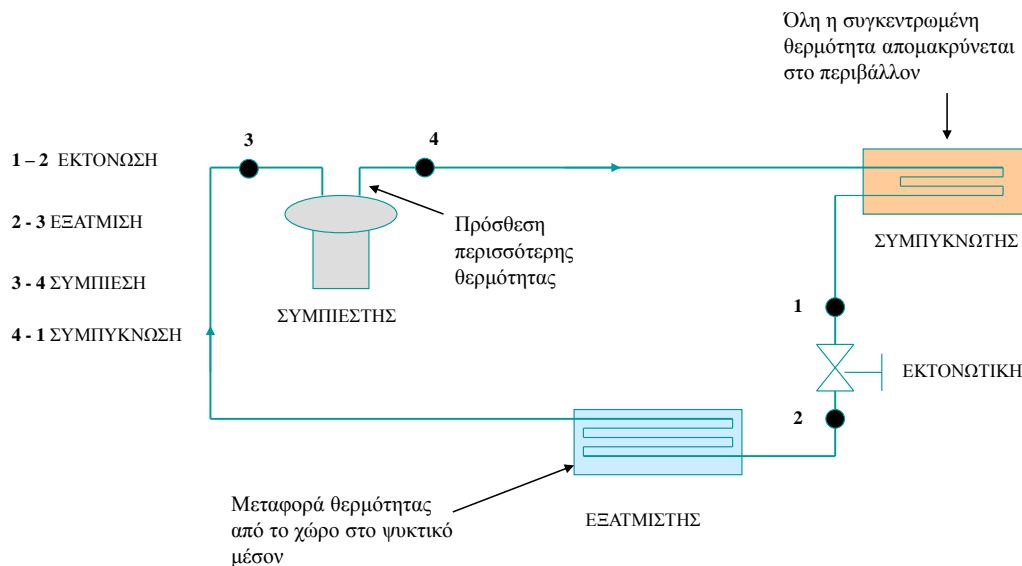 Όλη η συγκεντρωμένη
θερμότητα απομακρύνεται
στο περιβάλλον
3
4
1 – 2 ΕΚΤΟΝΩΣΗ
2 - 3 ΕΞΑΤΜΙΣΗ
3 - 4 ΣΥΜΠΙΕΣΗ
4 - 1 ΣΥΜΠΥΚΝΩΣΗ
Πρόσθεση
περισσότερης
θερμότητας
ΣΥΜΠΙΕΣΤΗΣ
ΣΥΜΠΥΚΝΩΤΗΣ
1
ΕΚΤΟΝΩΤΙΚΗ
2
Μεταφορά θερμότητας
από το χώρο στο ψυκτικό
μέσον
ΕΞΑΤΜΙΣΤΗΣ